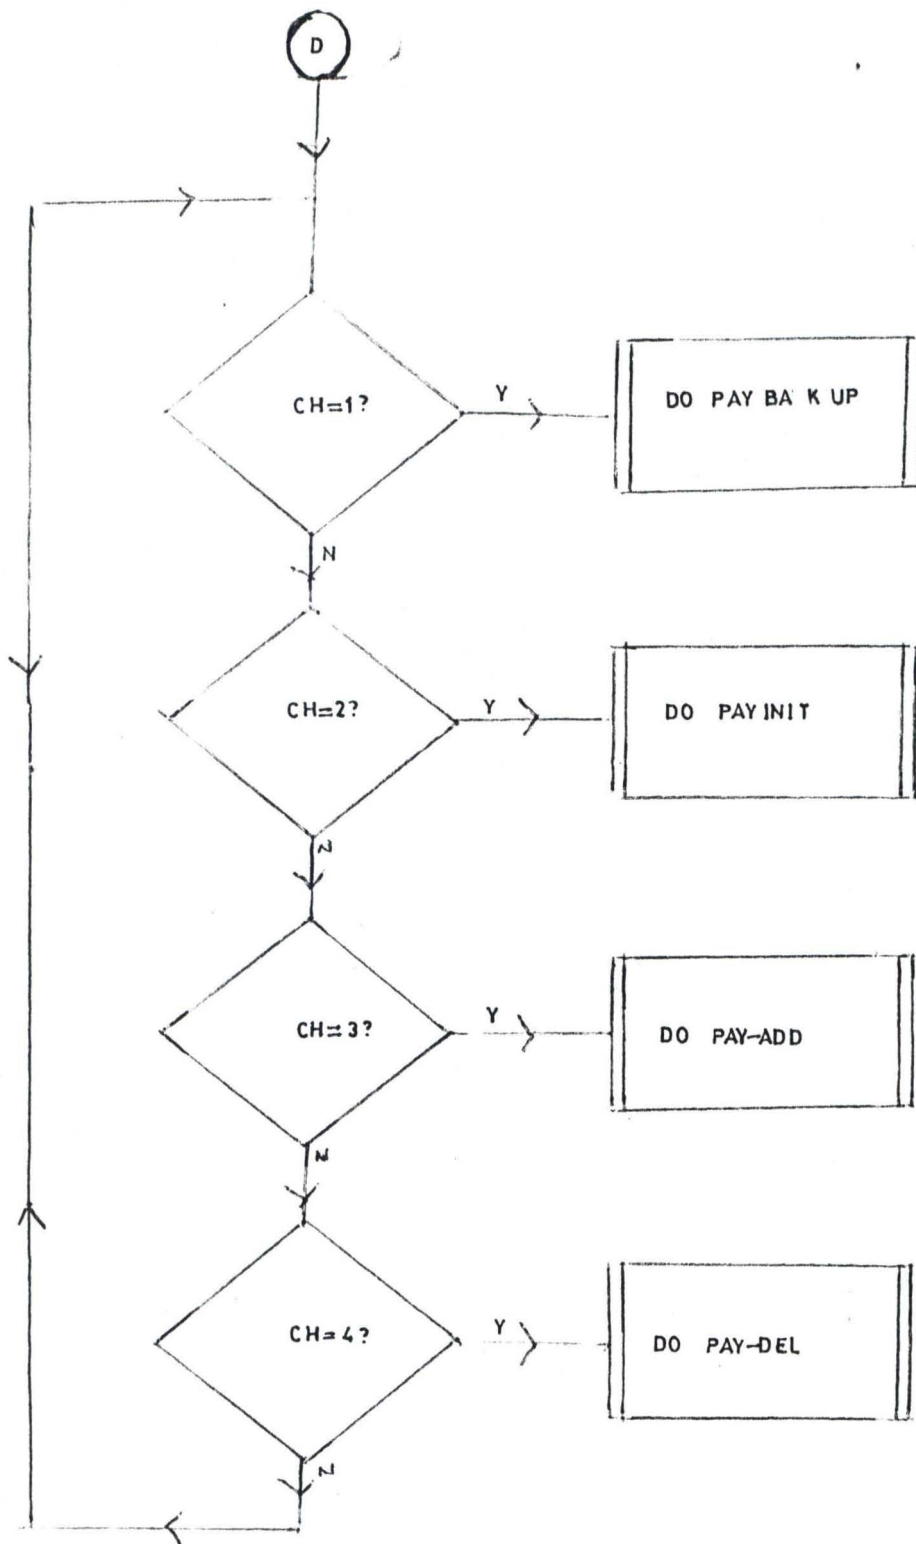 D
CH=1?
Y
DO PAY BA K UP
N
CH=2?
Y
DO PAYINIT
N
CH=3?
Y
DO PAY-ADD
N
CH=4?
Y
DO PAY-DEL
N